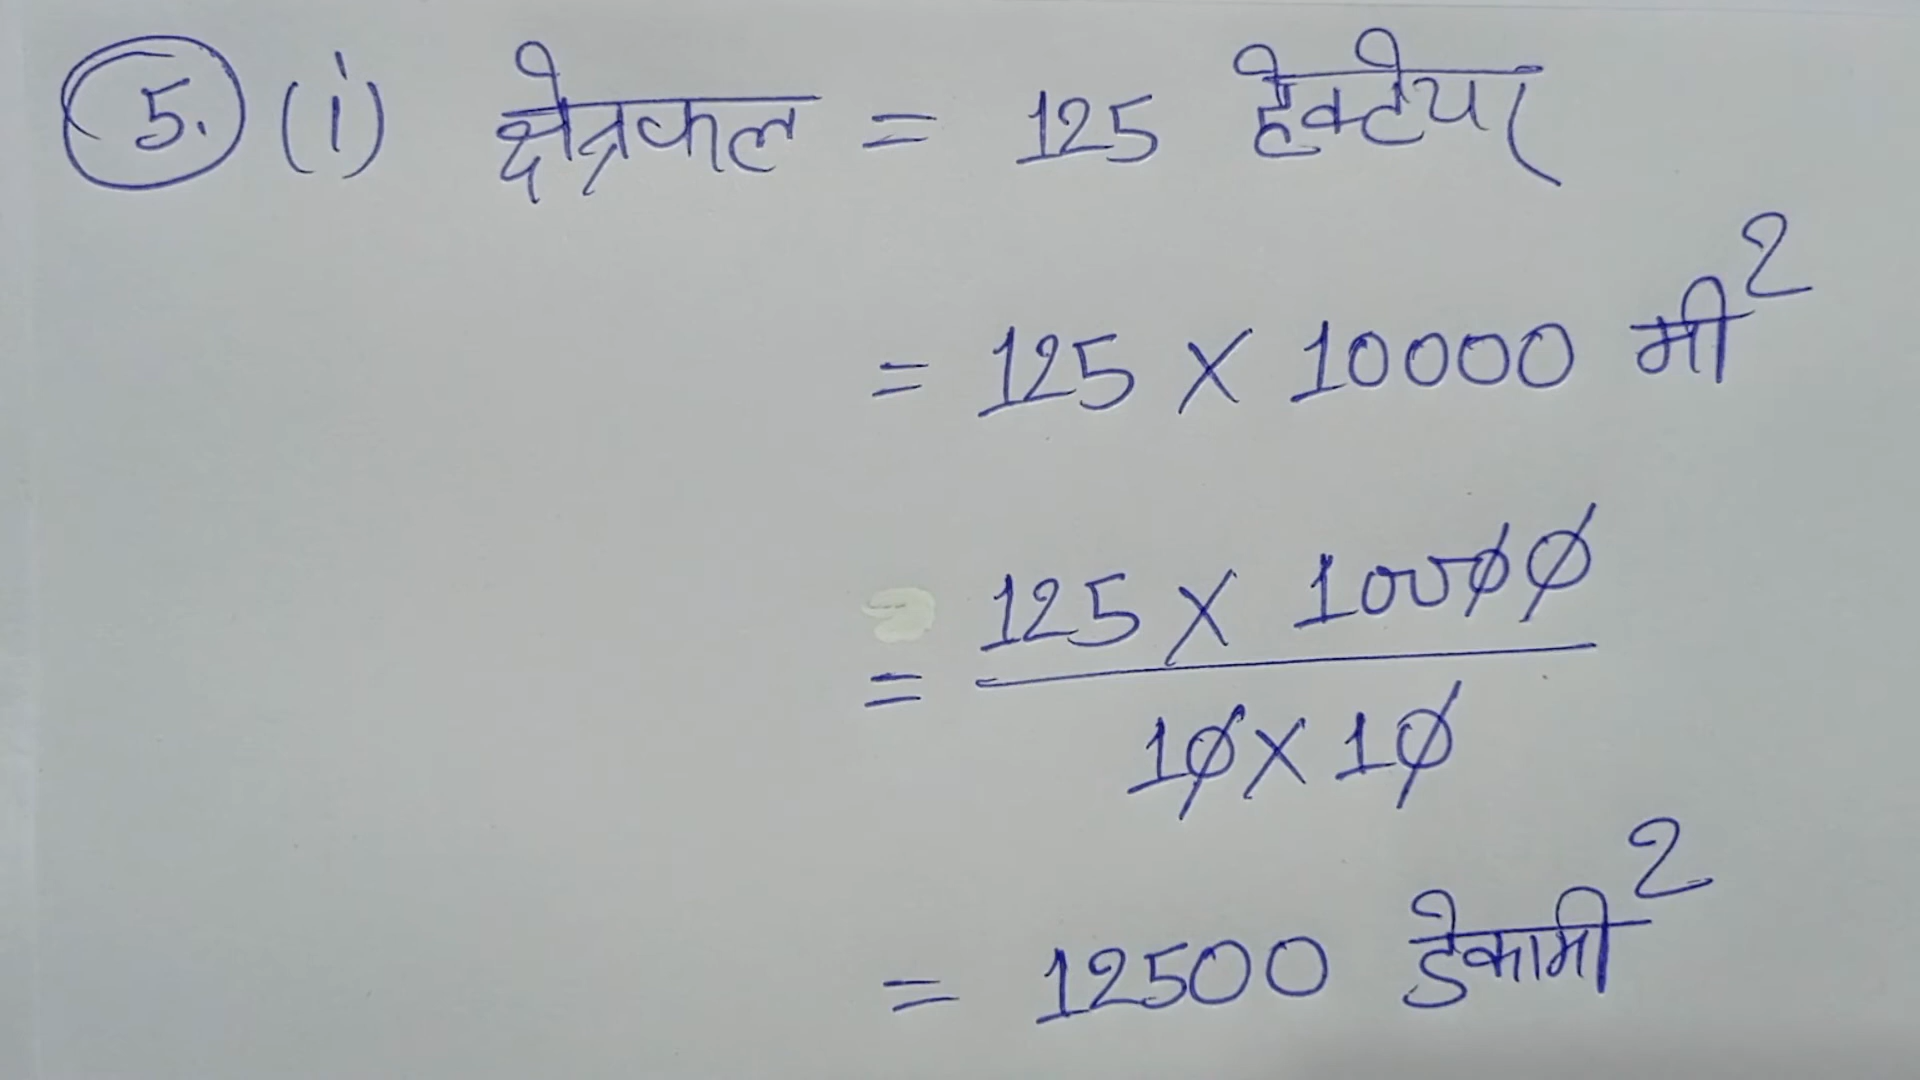 5. (i) क्षेत्रफल = 125 हेक्टेयर
= 125 × 10000 मी²
= 125 × 10000
10 × 10
= 12500 डेकामी²